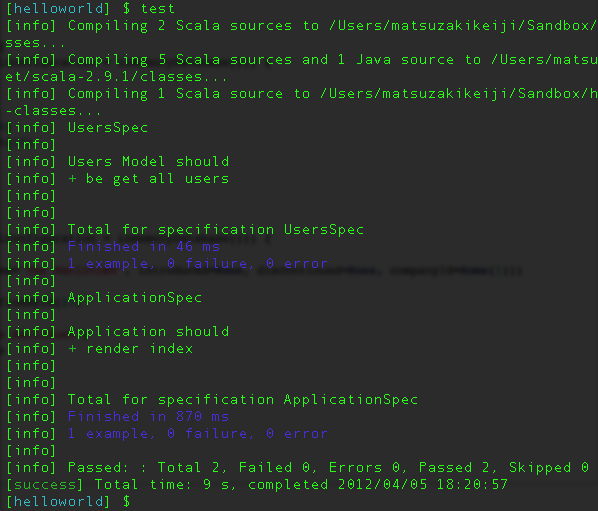 [helloworld] $ test
[info] Compiling 2 Scala sources to /Users/matsuzakikeiji/Sandbox/
sses...
[info] Compiling 5 Scala sources and 1 Java source to /Users/matsu
et/scala-2.9.1/classes...
[info] Compiling 1 Scala source to /Users/matsuzakikeiji/Sandbox/h
-classes...
[info] UsersSpec
[info]
[info] Users Model should
[info] + be get all users
[info]
[info]
[info] Total for specification UsersSpec
[info] Finished in 46 ms
[info] 1 example, 0 failure, 0 error
[info]
[info] ApplicationSpec
[info]
[info] Application should
[info] + render index
[info]
[info]
[info] Total for specification ApplicationSpec
[info] Finished in 870 ms
[info] 1 example, 0 failure, 0 error
[info]
[info] Passed: : Total 2, Failed 0, Errors 0, Passed 2, Skipped 0
[success] Total time: 9 s, completed 2012/04/05 18:20:57
[helloworld] $